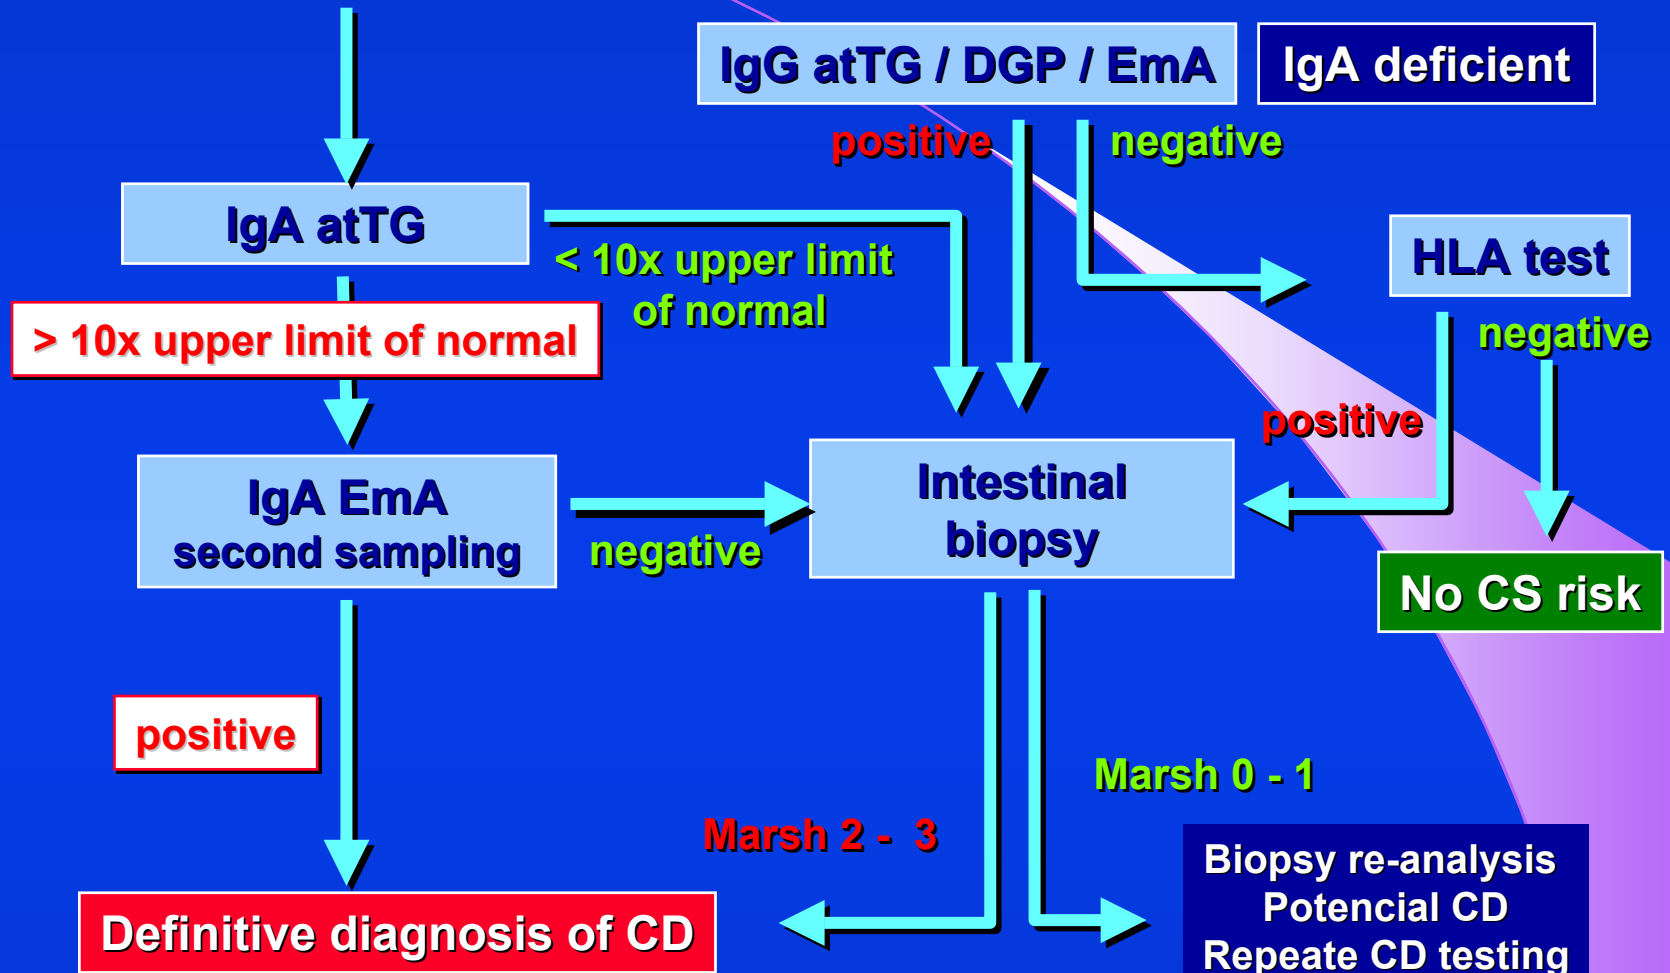 IgG atTG / DGP / EmA
IgA deficient
positive
negative
IgA atTG
< 10x upper limit
of normal
HLA test
> 10x upper limit of normal
negative
positive
IgA EmA
second sampling
negative
Intestinal
biopsy
No CS risk
positive
Marsh 0 - 1
Marsh 2 - 3
Definitive diagnosis of CD
Biopsy re-analysis
Potencial CD
Repeate CD testing